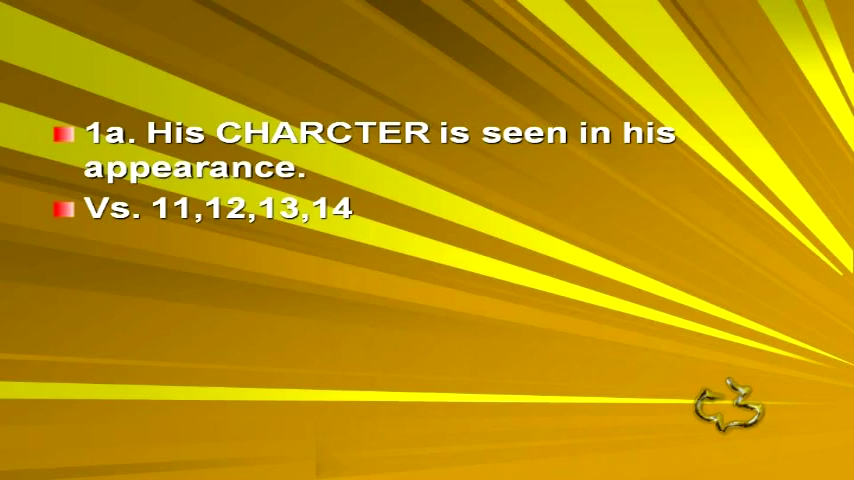 1a. His CHARCTER is seen in his
appearance.
Vs. 11,12,13,14